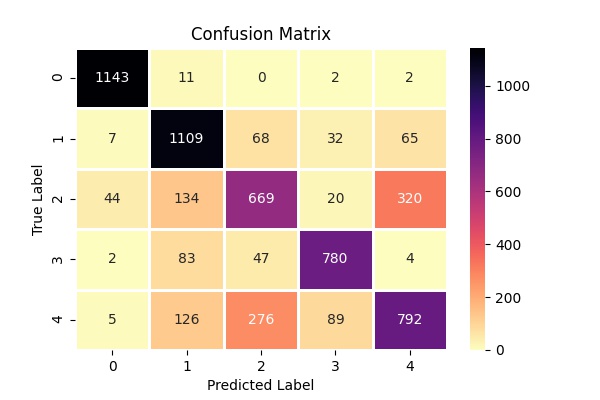 Confusion Matrix
0 1143 11 0 2 2
1 7 1109 68 32 65
2 44 134 669 20 320
3 2 83 47 780 4
4 5 126 276 89 792
0 1 2 3 4
Predicted Label
True Label
1000
800
600
400
200
0